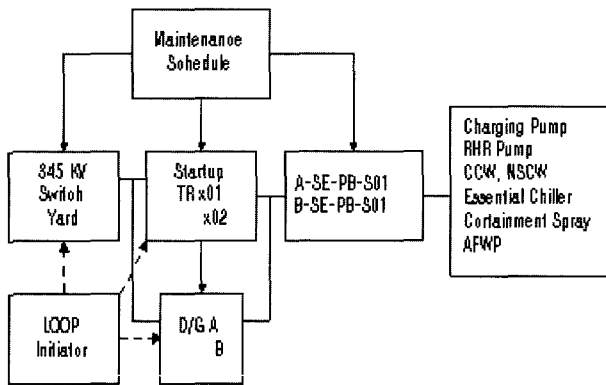 Maintenance
Schedule
345 KV
Switch
Yard
Startup
TR x01
x02
A-SE-PB-S01
B-SE-PB-S01
Charging Pump
RHR Pump
CCW, NSCW
Essential Chiller
Containment Spray
AFWP
LOOP
Initiator
D/G A
B